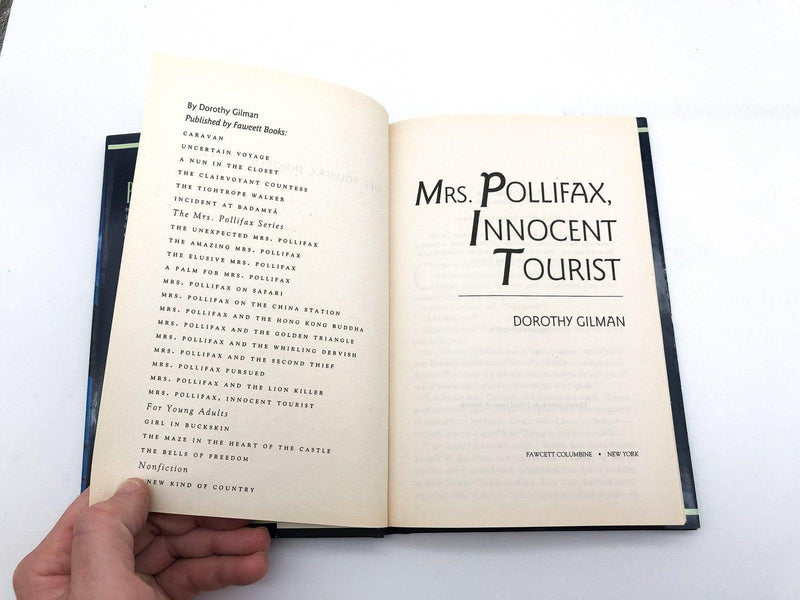 By Dorothy Gilman
Published by Fawcett Books:
CARAVAN
UNCERTAIN VOYAGE
A NUN IN THE CLOSET
THE CLAIRVOYANT COUNTESS
THE TIGHTROPE WALKER
INCIDENT AT BADAMYÂ
The Mrs. Pollifax Series
THE UNEXPECTED MRS. POLLIFAX
THE AMAZING MRS. POLLIFAX
THE ELUSIVE MRS. POLLIFAX
A PALM FOR MRS. POLLIFAX
MRS. POLLIFAX ON SAFARI
MRS. POLLIFAX ON THE CHINA STATION
MRS. POLLIFAX AND THE HONG KONG BUDDHA
MRS. POLLIFAX AND THE GOLDEN TRIANGLE
MRS. POLLIFAX AND THE WHIRLING DERVISH
MRS. POLLIFAX AND THE SECOND THIEF
MRS. POLLIFAX PURSUED
MRS. POLLIFAX AND THE LION KILLER
MRS. POLLIFAX, INNOCENT TOURIST
For Young Adults
GIRL IN BUCKSKIN
THE MAZE IN THE HEART OF THE CASTLE
THE BELLS OF FREEDOM
Nonfiction
NEW KIND OF COUNTRY
MRS. POLLIFAX,
INNOCENT
TOURIST
DOROTHY GILMAN
FAWCETT COLUMBINE • NEW YORK